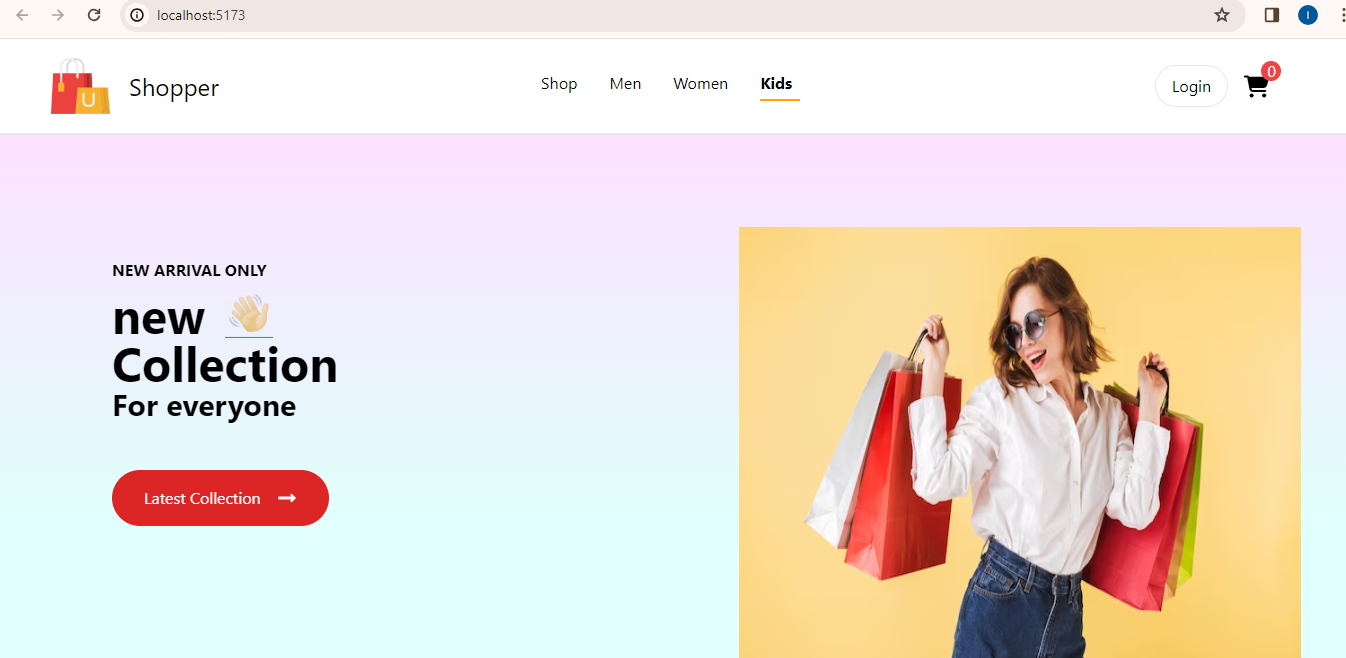 localhost:5173
I
U
Shopper
Shop Men Women Kids
Login
0
NEW ARRIVAL ONLY
new 👋
Collection
For everyone
Latest Collection